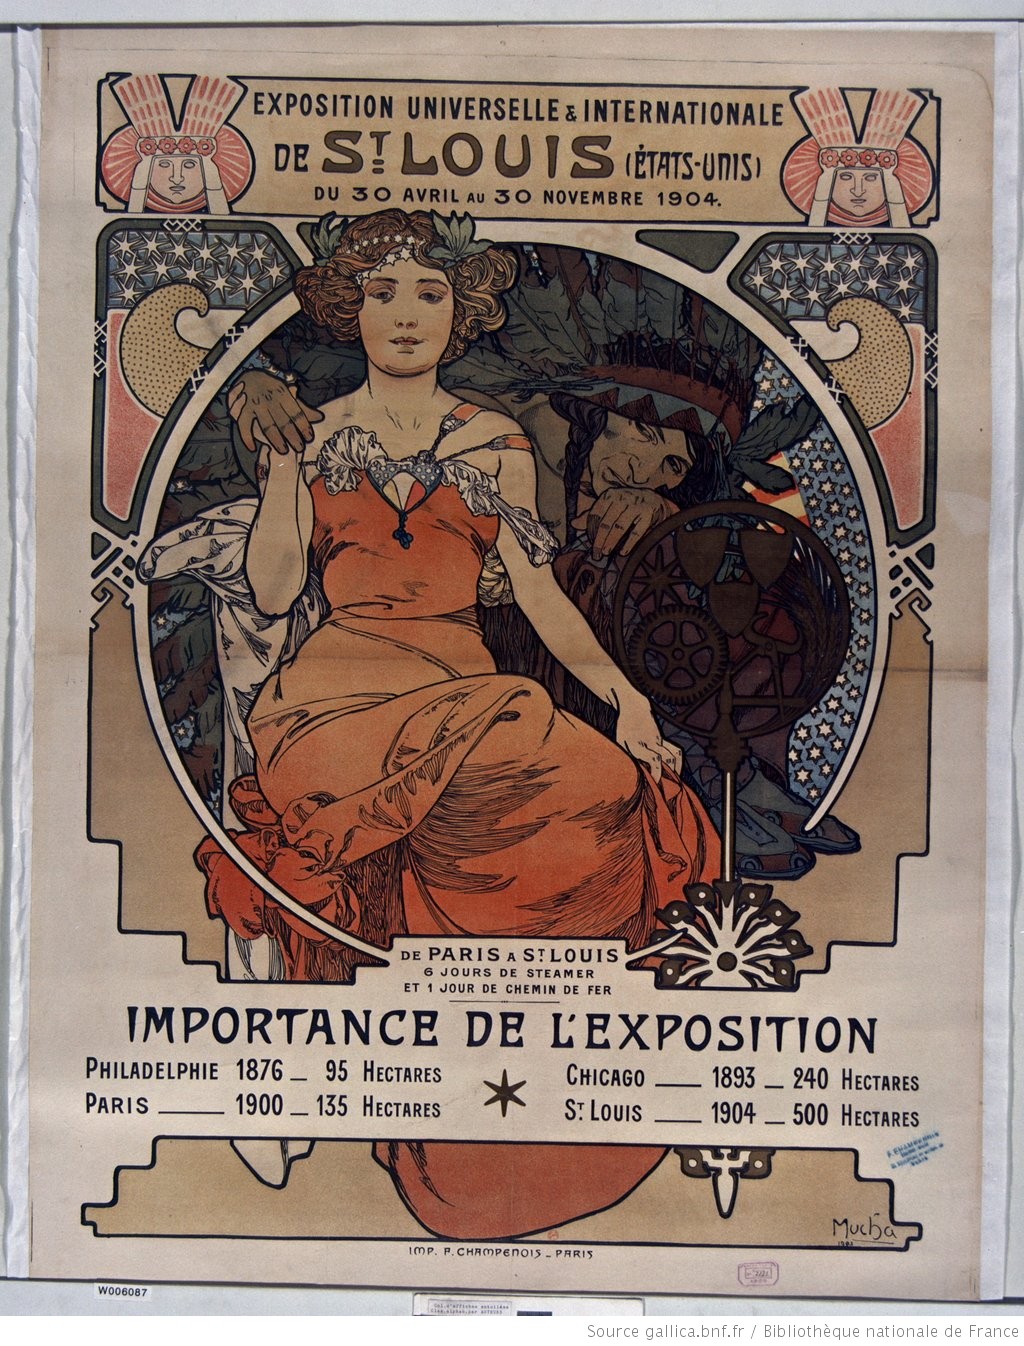 EXPOSITION UNIVERSELLE & INTERNATIONALE
DE ST LOUIS (ÉTATS-UNIS)
DU 30 AVRIL AU 30 NOVEMBRE 1904.
DE PARIS A ST LOUIS
6 JOURS DE STEAMER
ET 1 JOUR DE CHEMIN DE FER
IMPORTANCE DE L'EXPOSITION
PHILADELPHIE 1876 _ 95 HECTARES
PARIS ___ 1900 _ 135 HECTARES
CHICAGO ___ 1893 _ 240 HECTARES
ST LOUIS ___ 1904 _ 500 HECTARES
Mucha
IMP. F. CHAMPENOIS _ PARIS
W006087
Source gallica.bnf.fr / Bibliothèque nationale de France